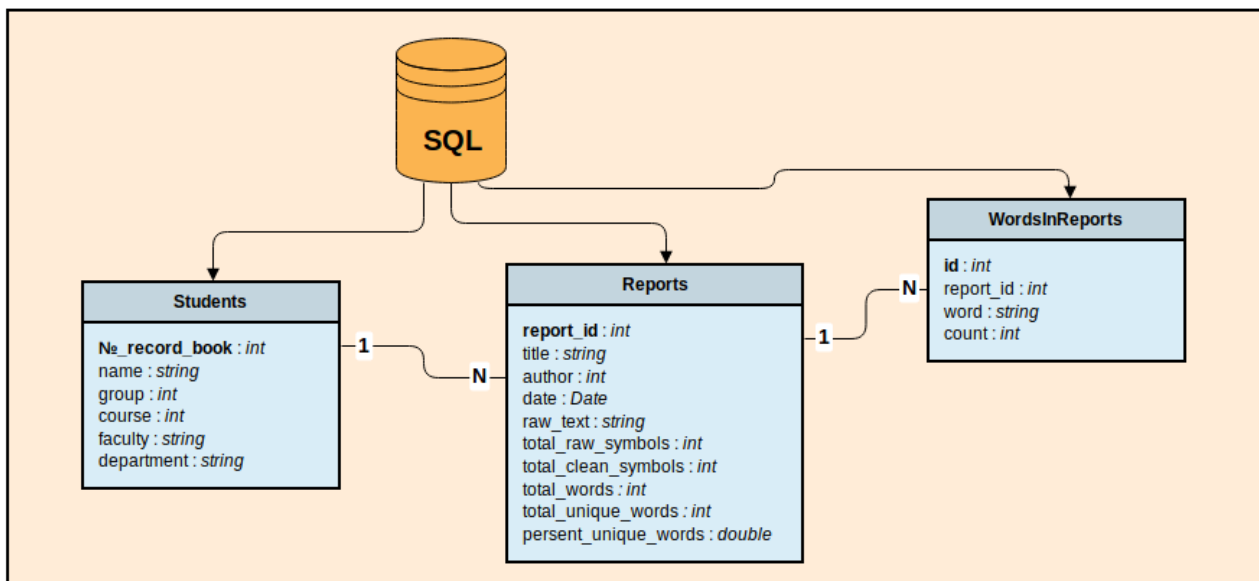 SQL
WordsInReports
id : int
report_id : int
word : string
count : int
Students
№_record_book : int
name : string
group : int
course : int
faculty : string
department : string
1
N
Reports
report_id : int
title : string
author : int
date : Date
raw_text : string
total_raw_symbols : int
total_clean_symbols : int
total_words : int
total_unique_words : int
persent_unique_words : double
1
N